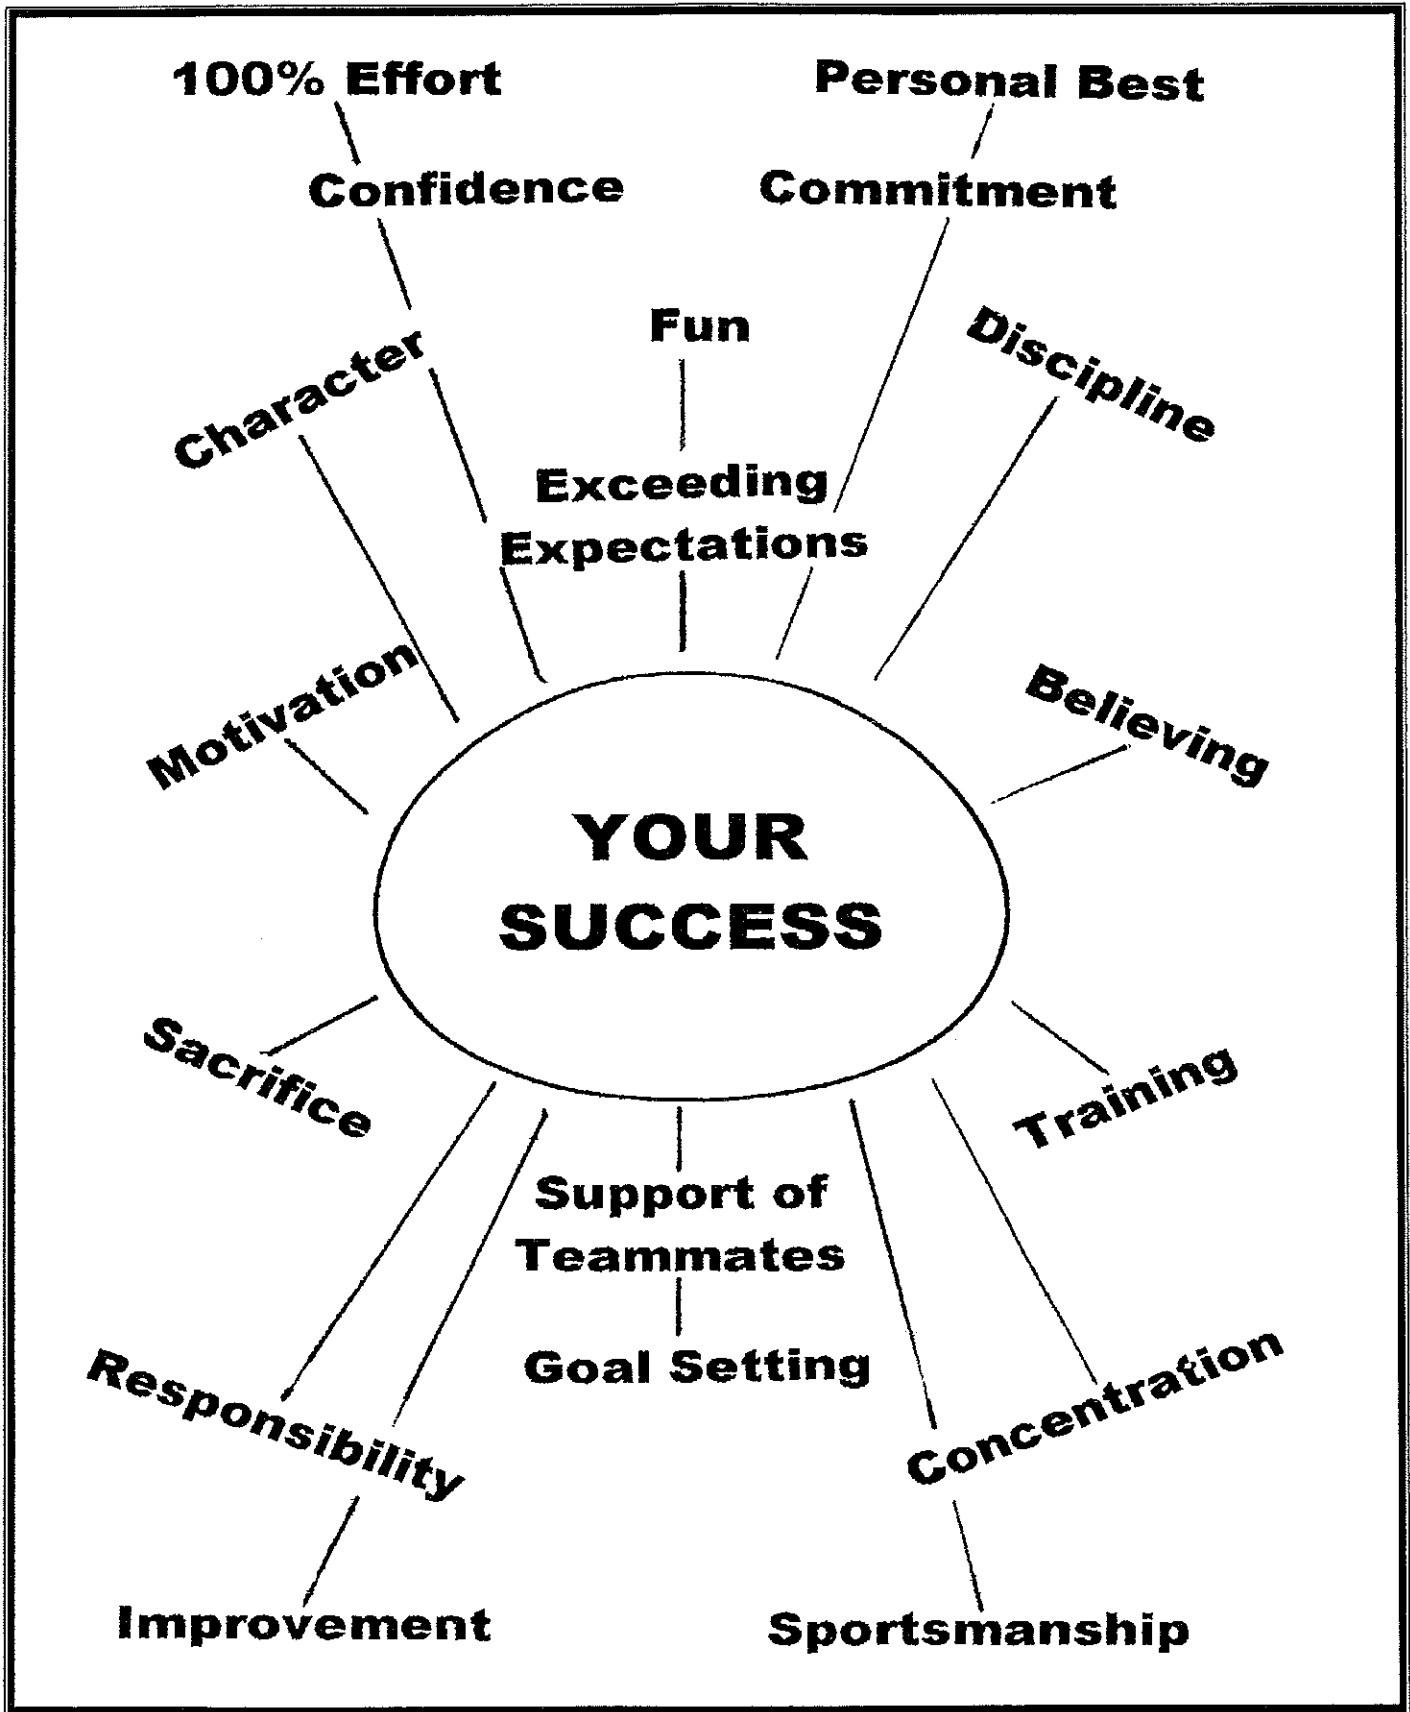 100% Effort
Personal Best
Confidence
Commitment
Fun
Discipline
Character
Exceeding
Expectations
Motivation
Believing
YOUR
SUCCESS
Sacrifice
Training
Support of
Teammates
Goal Setting
Responsibility
Concentration
Improvement
Sportsmanship